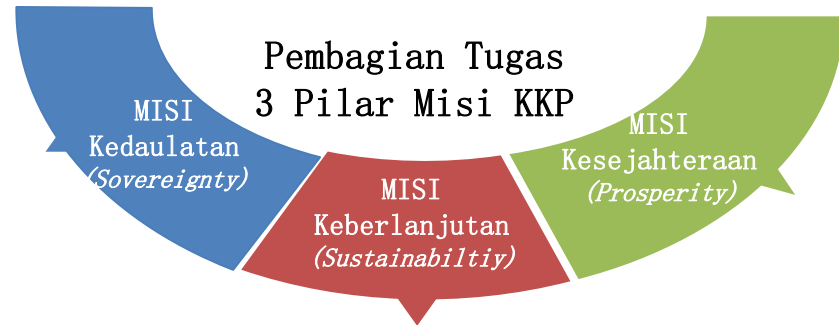 Pembagian Tugas
3 Pilar Misi KKP
MISI
Kedaulatan
(Sovereignty)
MISI
Keberlanjutan
(Sustainabiltiy)
MISI
Kesejahteraan
(Prosperity)